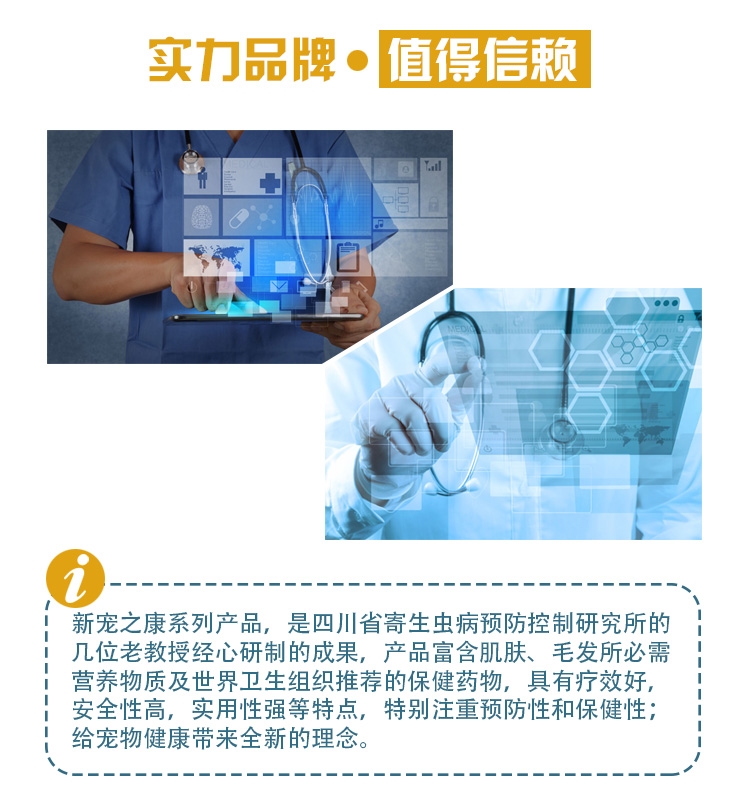 实力品牌•值得信赖
新宠之康系列产品，是四川省寄生虫病预防控制研究所的
几位老教授经心研制的成果，产品富含肌肤、毛发所必需
营养物质及世界卫生组织推荐的保健药物，具有疗效好，
安全性高，实用性强等特点，特别注重预防性和保健性；
给宠物健康带来全新的理念。